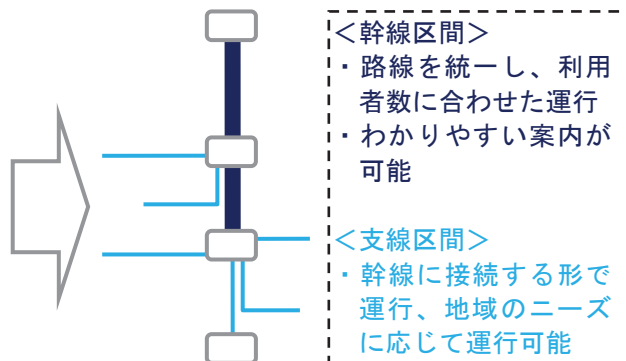 ＜幹線区間＞
・路線を統一し、利用
者数に合わせた運行
・わかりやすい案内が
可能
＜支線区間＞
・幹線に接続する形で
運行、地域のニーズ
に応じて運行可能